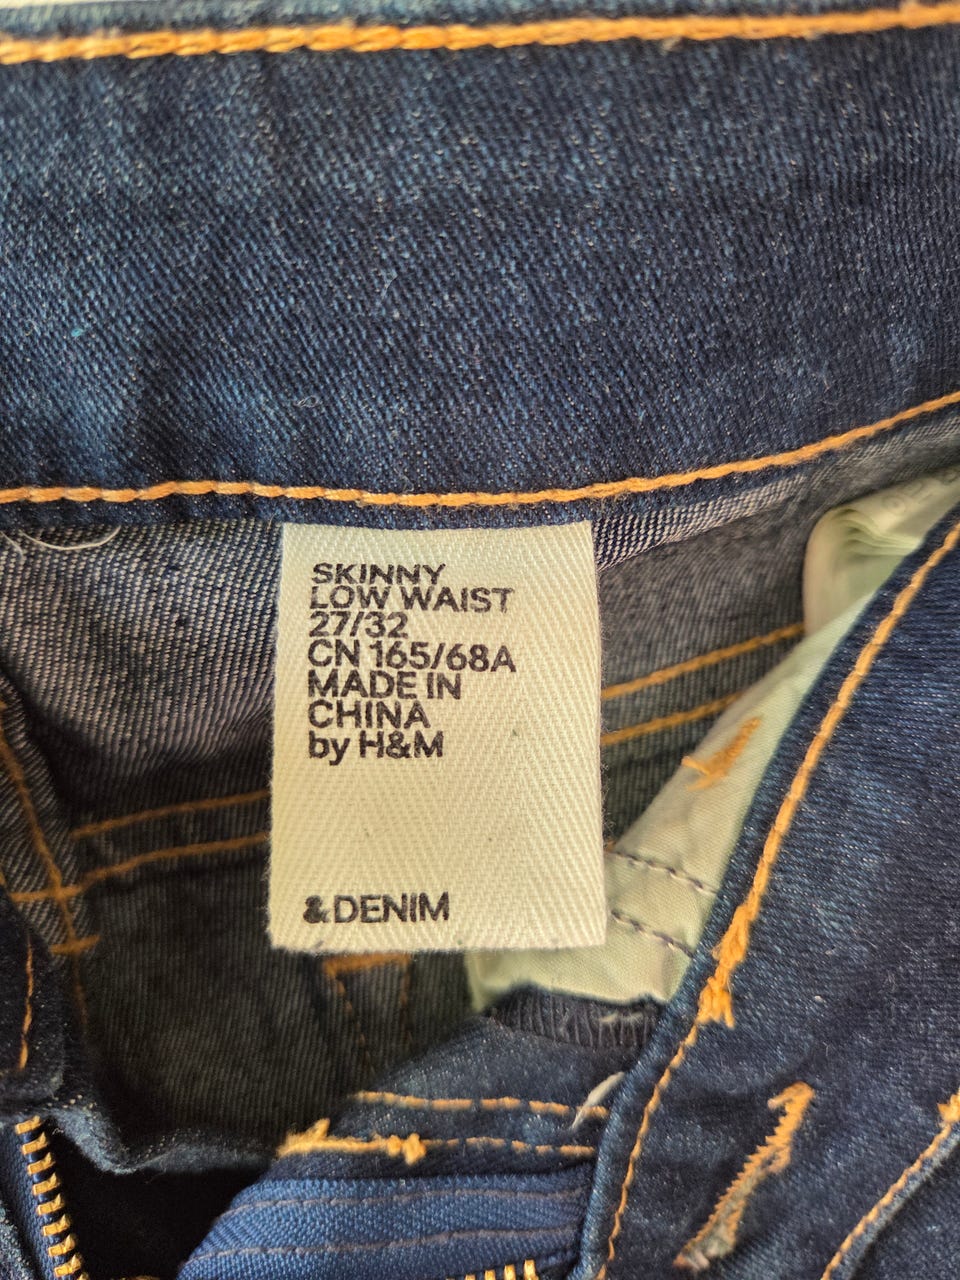 SKINNY
LOW WAIST
27/32
CN 165/68A
MADE IN
CHINA
by H&M
&DENIM